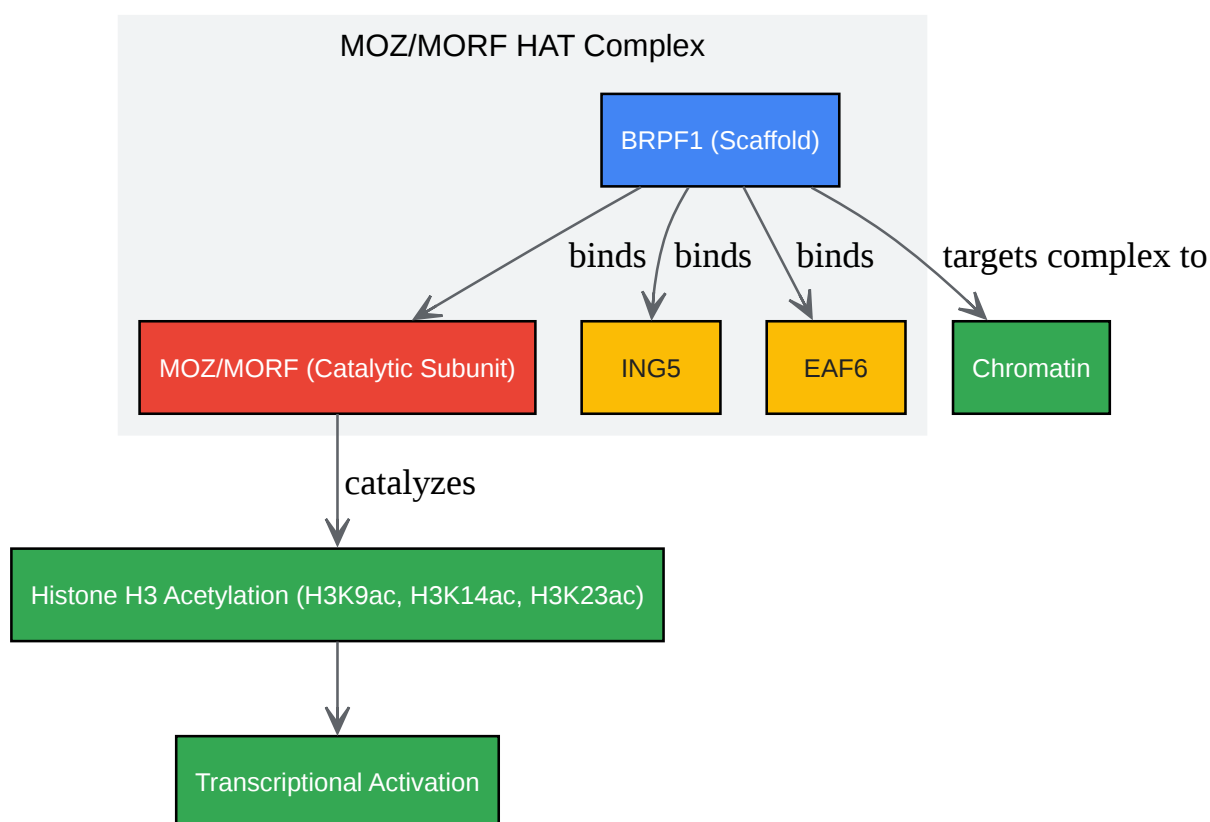 MOZ/MORF HAT Complex
BRPF1 (Scaffold)
binds
binds
binds
targets complex to
MOZ/MORF (Catalytic Subunit)
ING5
EAF6
Chromatin
catalyzes
Histone H3 Acetylation (H3K9ac, H3K14ac, H3K23ac)
Transcriptional Activation